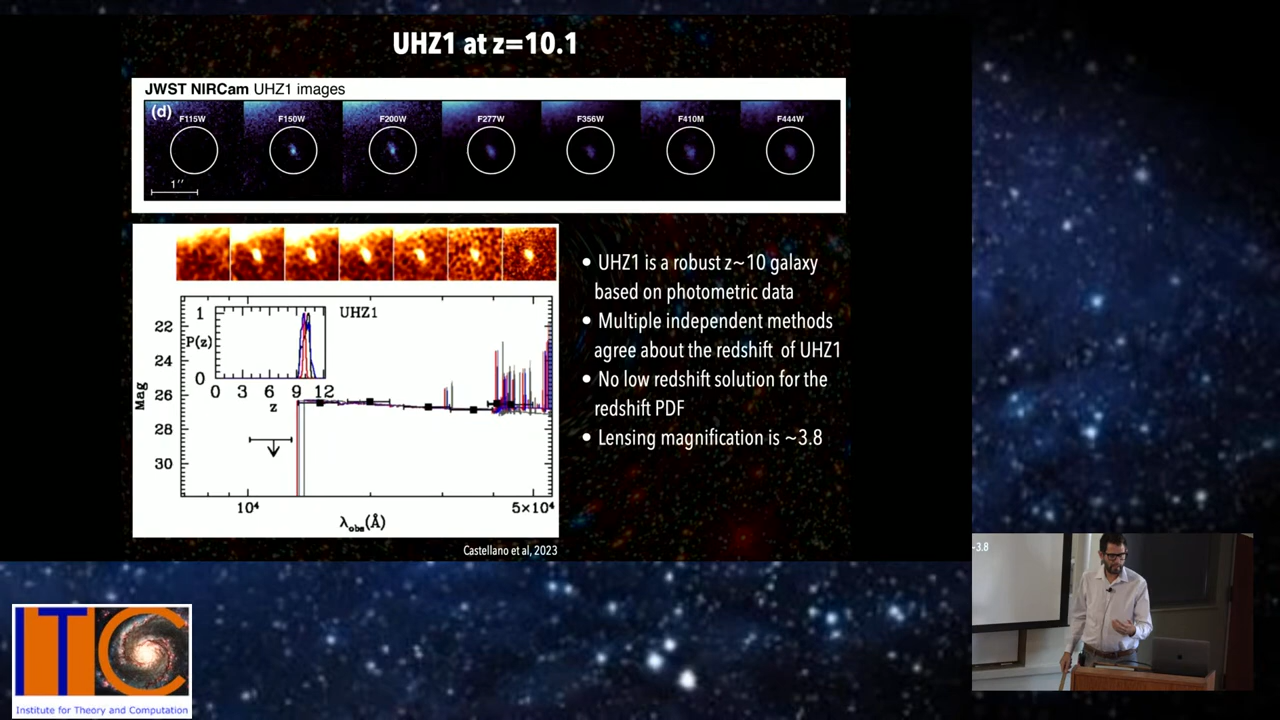 UHZ1 at z=10.1
JWST NIRCam UHZ1 images
(d)
F115W F150W F200W F277W F356W F410M F444W
1′′
UHZ1
1
P(z)
0
0 3 6 9 12
z
22
24
26
28
30
Mag
10⁴ 5×10⁴
λobs(Å)
Castellano et al, 2023
• UHZ1 is a robust z~10 galaxy
based on photometric data
• Multiple independent methods
agree about the redshift of UHZ1
• No low redshift solution for the
redshift PDF
• Lensing magnification is ~3.8
~3.8
ITC
Institute for Theory and Computation